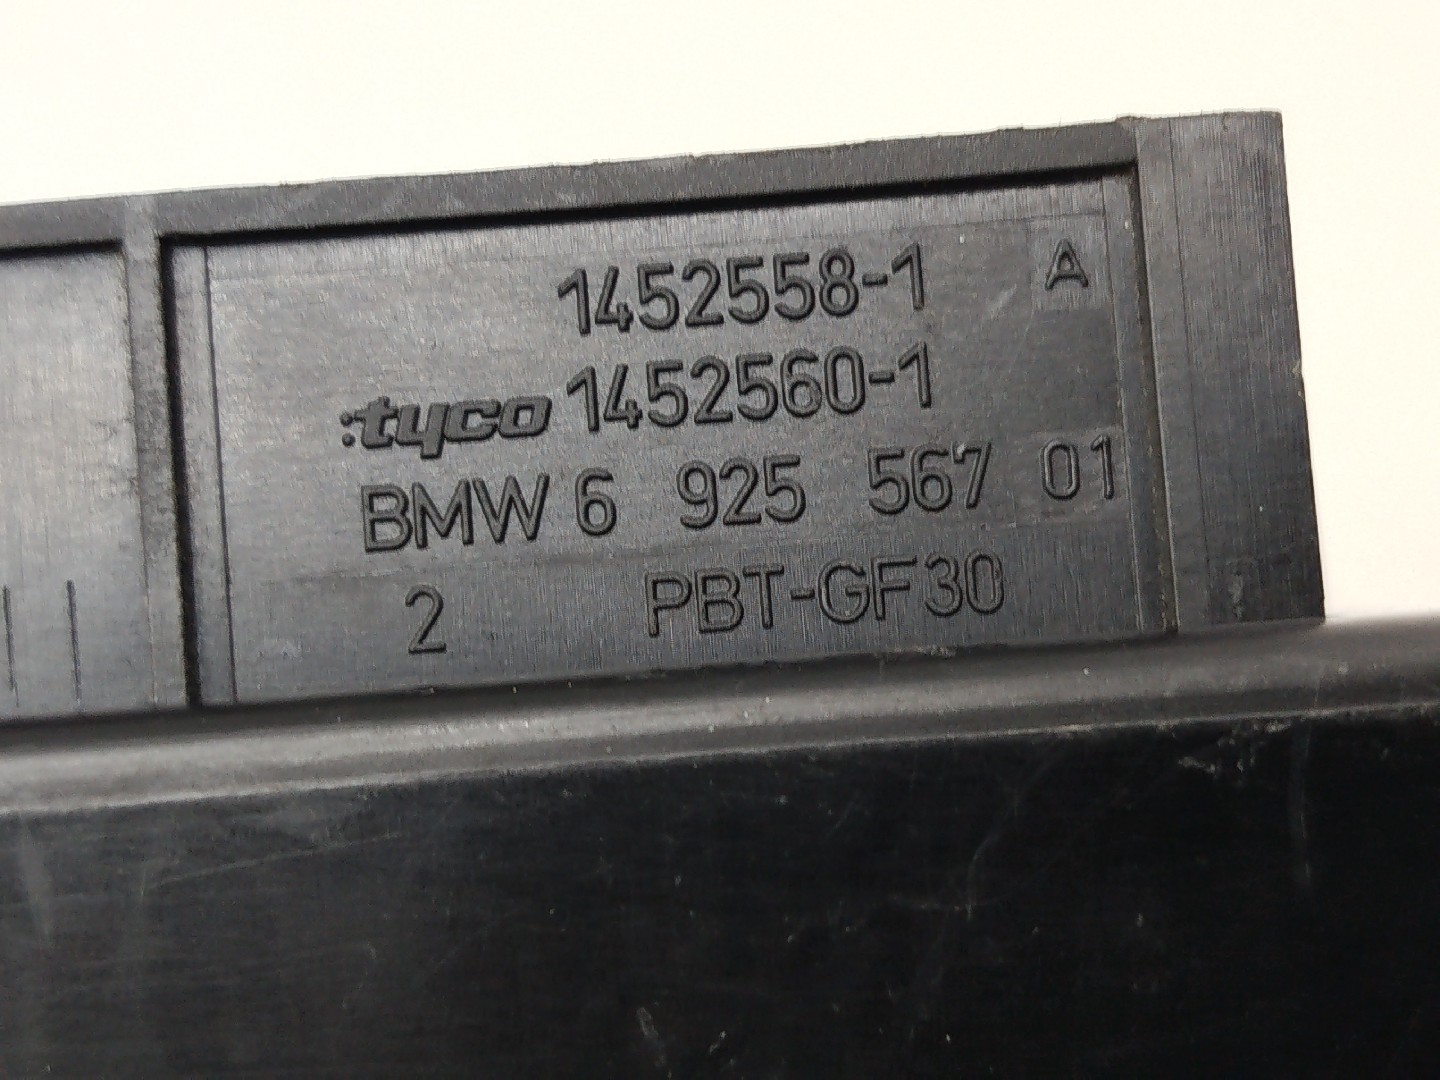 1452558-1 A
:tyco 1452560-1
BMW 6 925 567 01
2 PBT-GF30